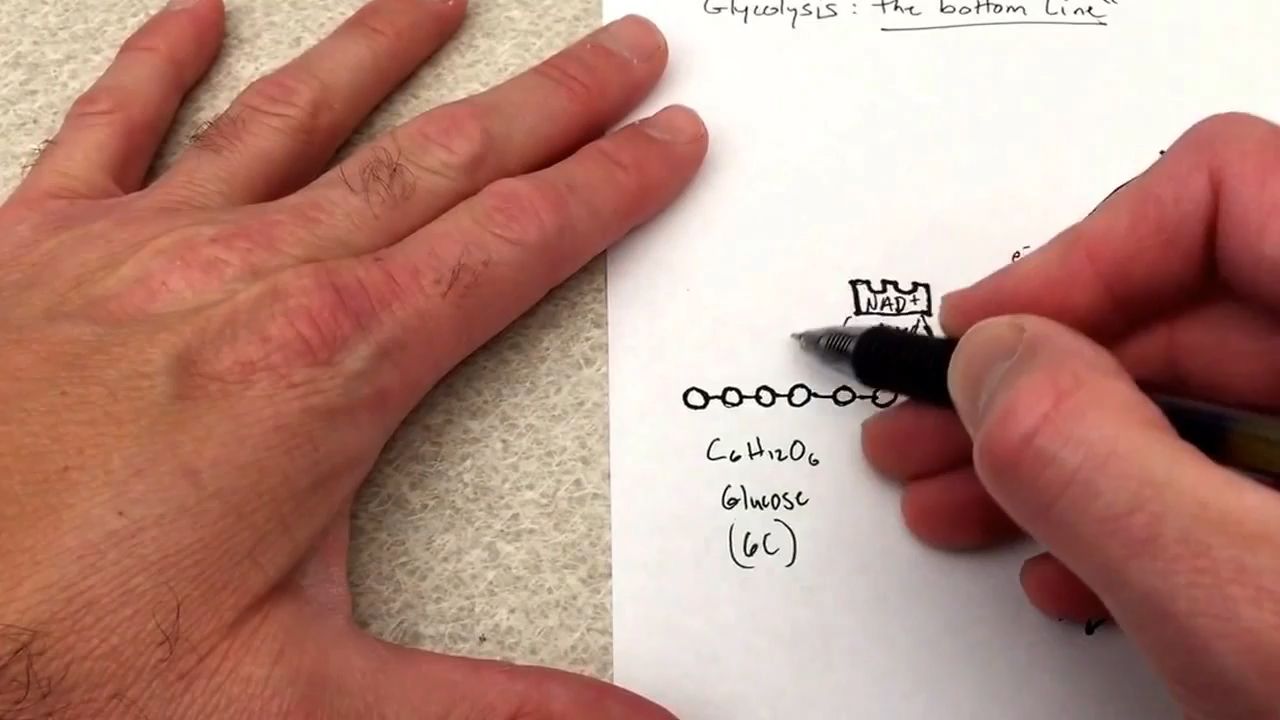 Glycolysis: the bottom line"
e-
NAD+
C6H12O6
Glucose
(6C)